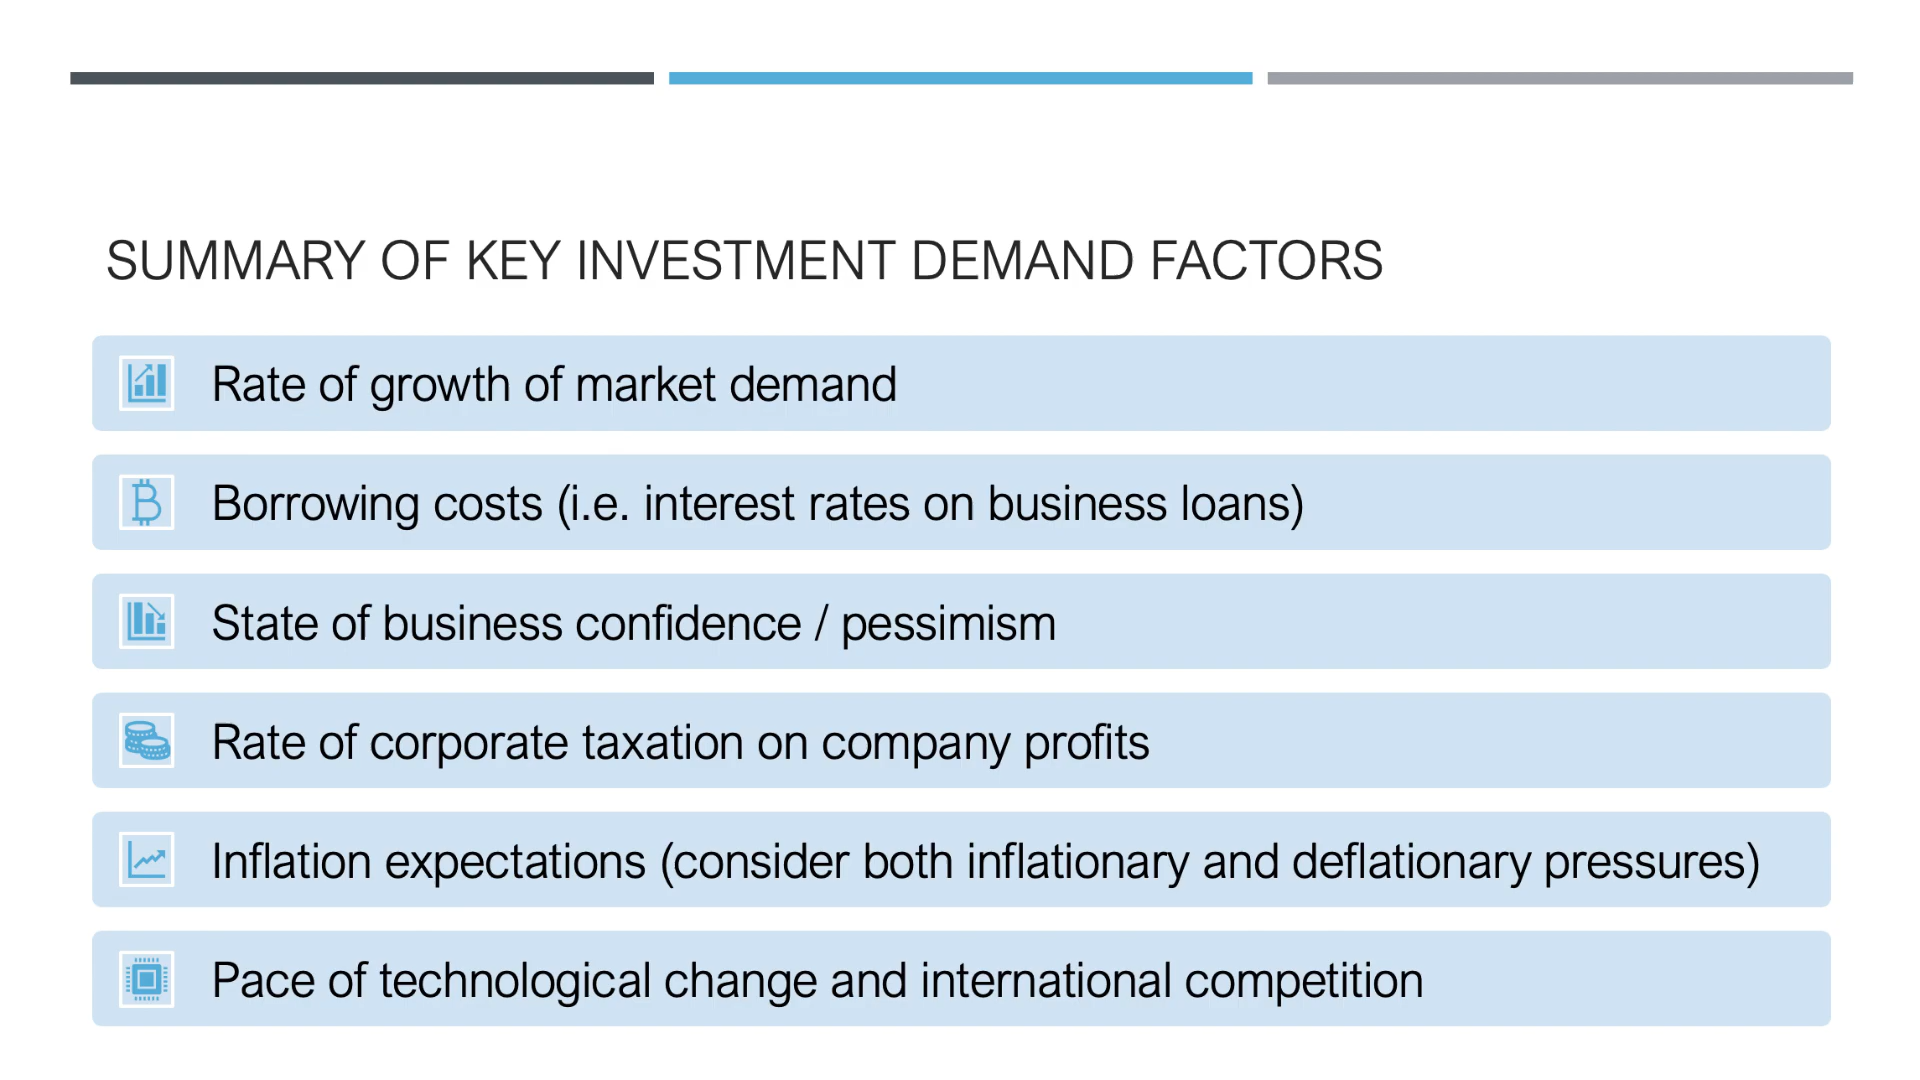 SUMMARY OF KEY INVESTMENT DEMAND FACTORS
Rate of growth of market demand
Borrowing costs (i.e. interest rates on business loans)
State of business confidence / pessimism
Rate of corporate taxation on company profits
Inflation expectations (consider both inflationary and deflationary pressures)
Pace of technological change and international competition